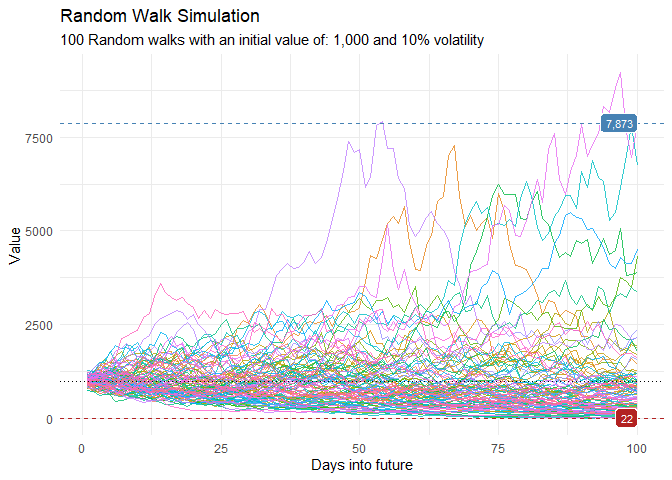 Random Walk Simulation
100 Random walks with an initial value of: 1,000 and 10% volatility
Value
7500
5000
2500
0
7,873
22
0
25
50
75
100
Days into future